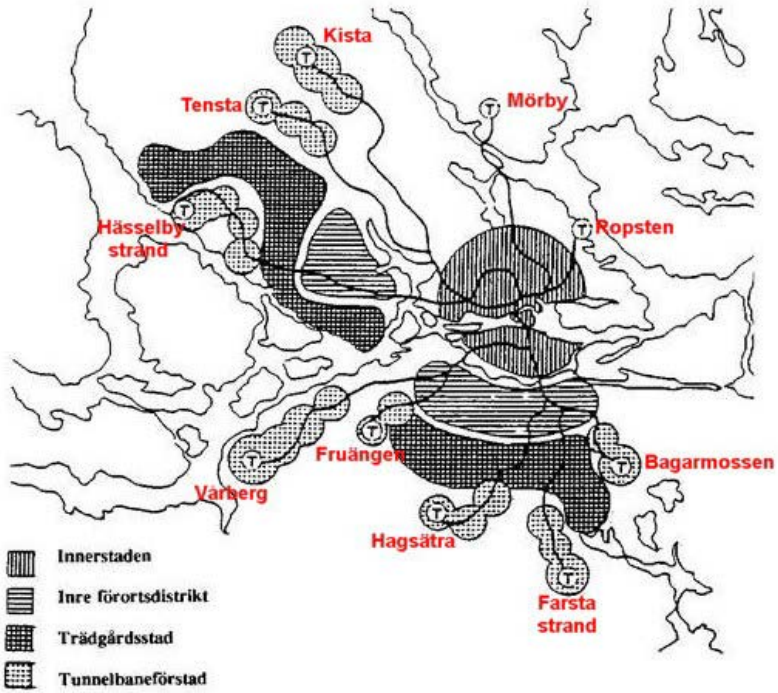 Kista
T
Tensta
T
Mörby
T
Hässelby
strand
T
Ropsten
T
T
Vårberg
T
Fruängen
T
Bagarmossen
T
Hagsätra
T
Farsta
strand
T
Innerstaden
Inre förortsdistrikt
Trädgårdsstad
Tunnelbaneförstad